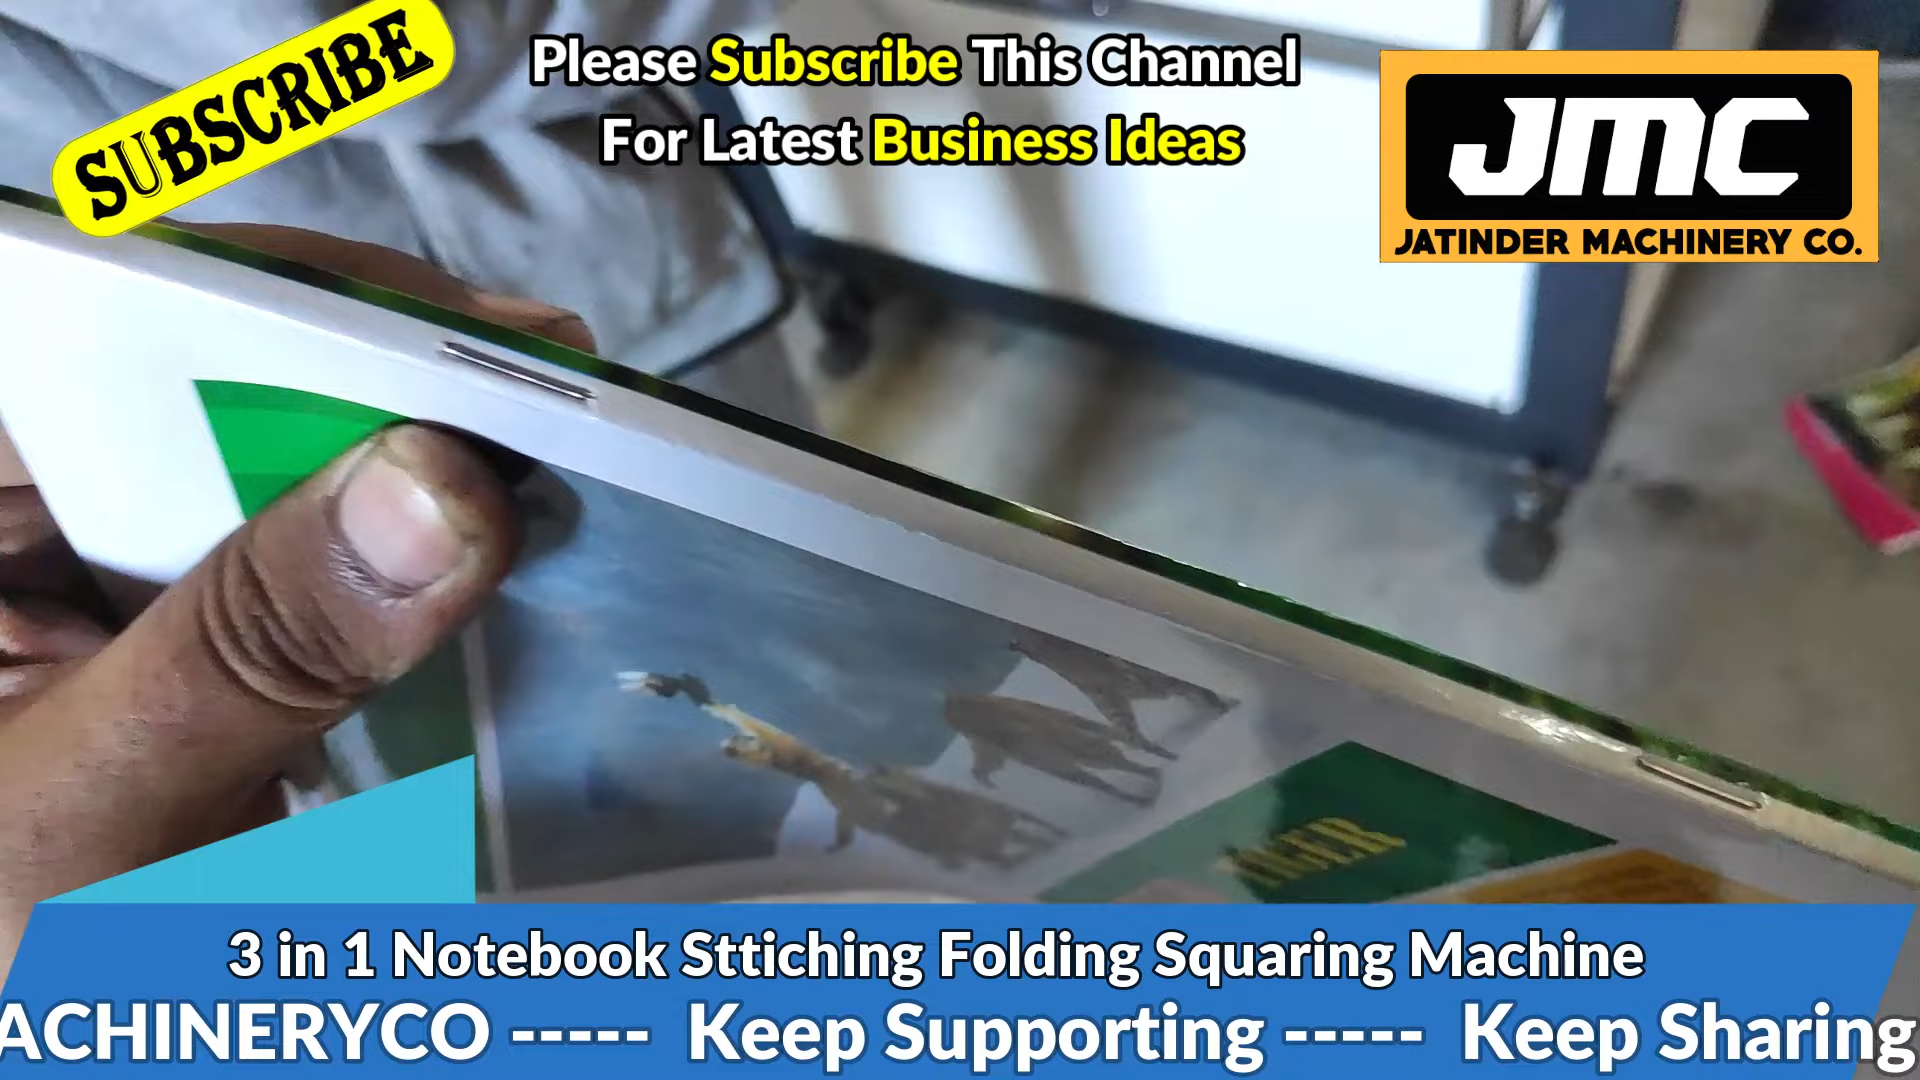 SUBSCRIBE
Please Subscribe This Channel
For Latest Business Ideas
JMC
JATINDER MACHINERY CO.
TIGER
3 in 1 Notebook Sttiching Folding Squaring Machine
ACHINERYCO ----- Keep Supporting ----- Keep Sharing